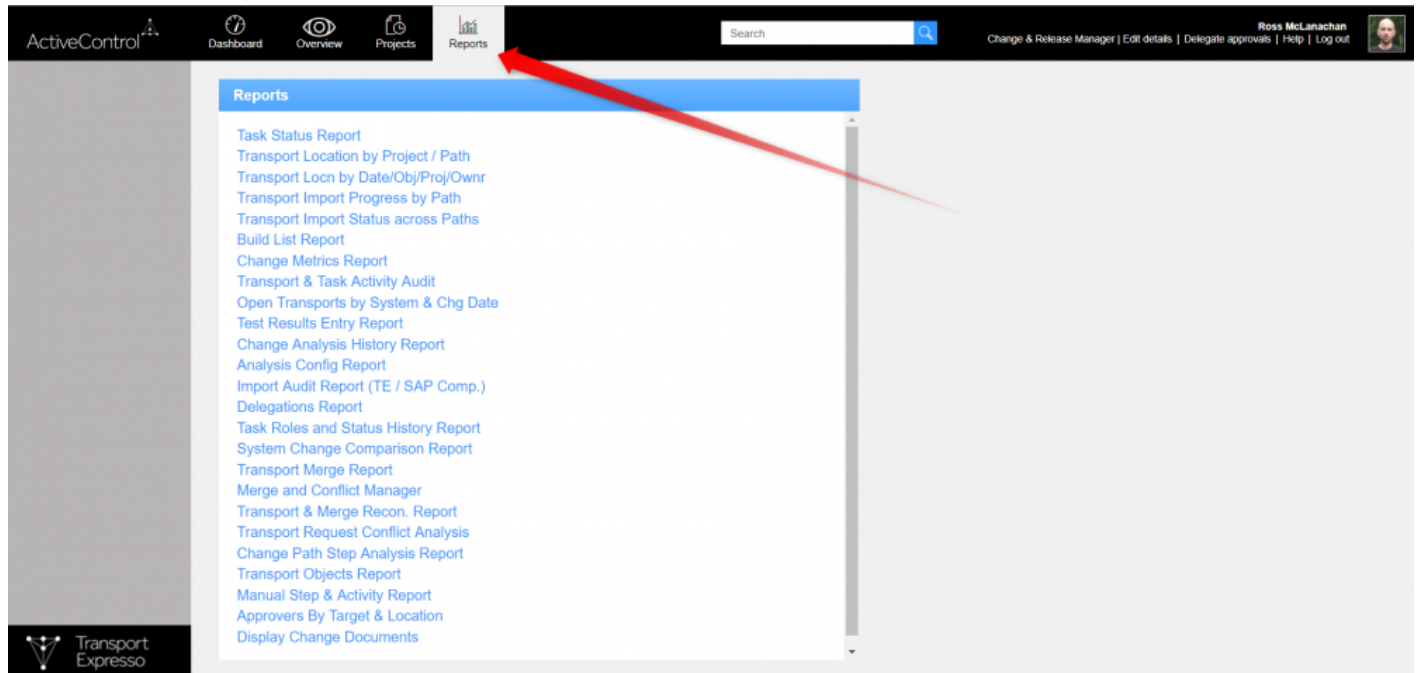 ActiveControl
Dashboard
Overview
Projects
Reports
Search
Ross McLanachan
Change & Release Manager | Edit details | Delegate approvals | Help | Log out
Reports
Task Status Report
Transport Location by Project / Path
Transport Locn by Date/Obj/Proj/Ownr
Transport Import Progress by Path
Transport Import Status across Paths
Build List Report
Change Metrics Report
Transport & Task Activity Audit
Open Transports by System & Chg Date
Test Results Entry Report
Change Analysis History Report
Analysis Config Report
Import Audit Report (TE / SAP Comp.)
Delegations Report
Task Roles and Status History Report
System Change Comparison Report
Transport Merge Report
Merge and Conflict Manager
Transport & Merge Recon. Report
Transport Request Conflict Analysis
Change Path Step Analysis Report
Transport Objects Report
Manual Step & Activity Report
Approvers By Target & Location
Display Change Documents
Transport
Expresso